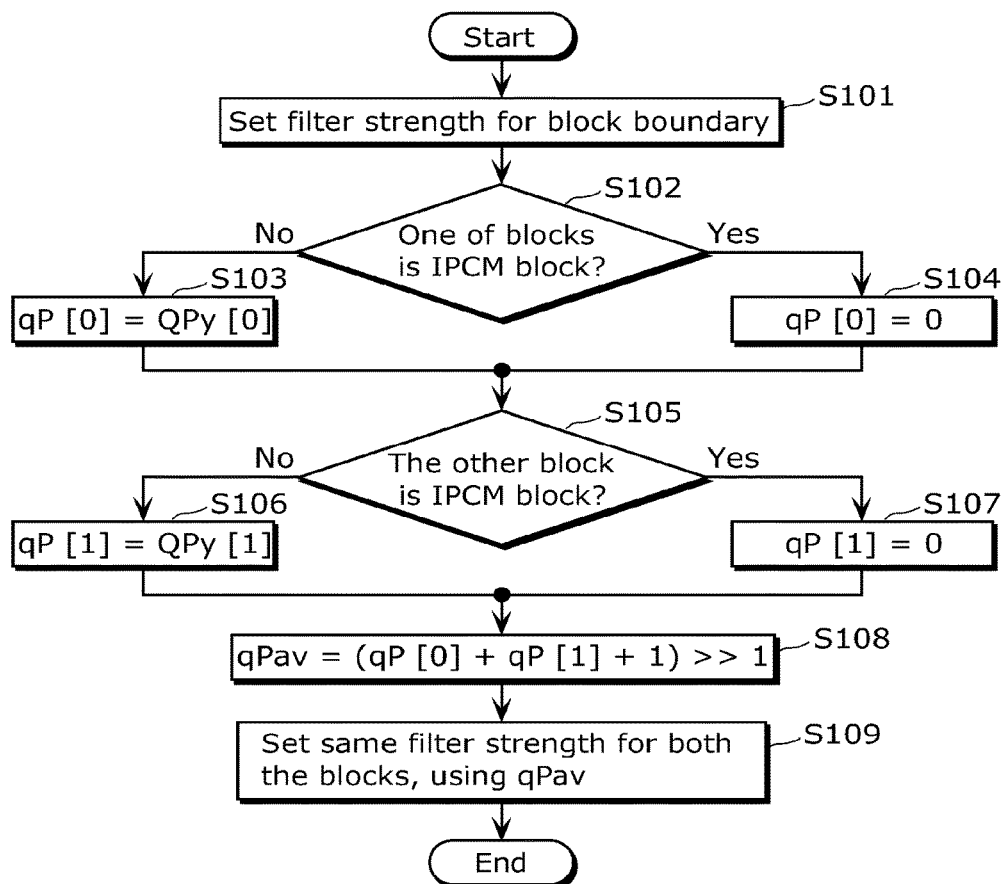 Start
S101
Set filter strength for block boundary
S102
No
One of blocks
is IPCM block?
Yes
S103
qP [0] = QPy [0]
S104
qP [0] = 0
S105
No
The other block
is IPCM block?
Yes
S106
qP [1] = QPy [1]
S107
qP [1] = 0
S108
qPav = (qP [0] + qP [1] + 1) >> 1
S109
Set same filter strength for both
the blocks, using qPav
End